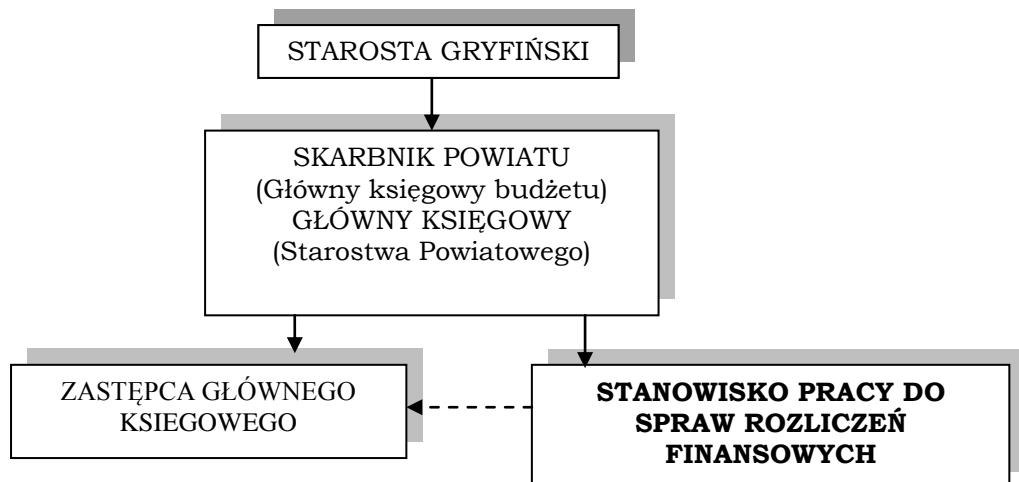 STAROSTA GRYFIŃSKI
SKARBNIK POWIATU
(Główny księgowy budżetu)
GŁÓWNY KSIĘGOWY
(Starostwa Powiatowego)
ZASTĘPCA GŁÓWNEGO
KSIEGOWEGO
STANOWISKO PRACY DO
SPRAW ROZLICZEŃ
FINANSOWYCH